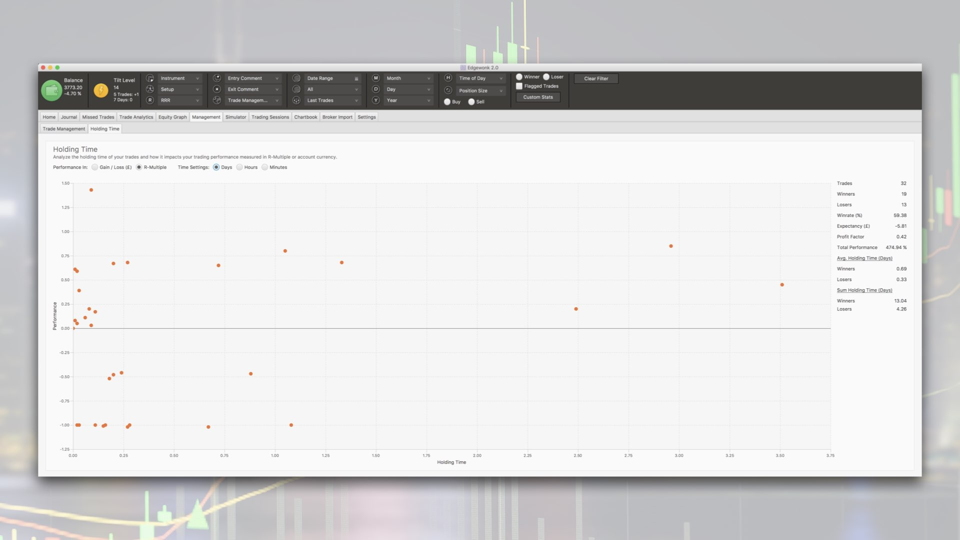 Edgewonk 2.0
Balance
3773.20
-4.70 %
Tilt Level
14
5 Trades: +1
7 Days: 0
Instrument
Setup
RRR
Entry Comment
Exit Comment
Trade Managem...
Date Range
All
Last Trades
M Month
D Day
Y Year
Time of Day
Position Size
Buy Sell
Winner Loser
Flagged Trades
Custom Stats
Clear Filter
Home Journal Missed Trades Trade Analytics Equity Graph Management Simulator Trading Sessions Chartbook Broker Import Settings
Trade Management Holding Time
Holding Time
Analyze the holding time of your trades and how it impacts your trading performance measured in R-Multiple or account currency.
Performance in: Gain / Loss (£) R-Multiple Time Settings: Days Hours Minutes
1.50
1.25
1.00
0.75
0.50
0.25
0.00
-0.25
-0.50
-0.75
-1.00
-1.25
Performance
0.00 0.25 0.50 0.75 1.00 1.25 1.50 1.75 2.00 2.25 2.50 2.75 3.00 3.25 3.50 3.75
Holding Time
Trades 32
Winners 19
Losers 13
Winrate (%) 59.38
Expectancy (£) -5.81
Profit Factor 0.42
Total Performance 474.94 %
Avg. Holding Time (Days)
Winners 0.69
Losers 0.33
Sum Holding Time (Days)
Winners 13.04
Losers 4.26